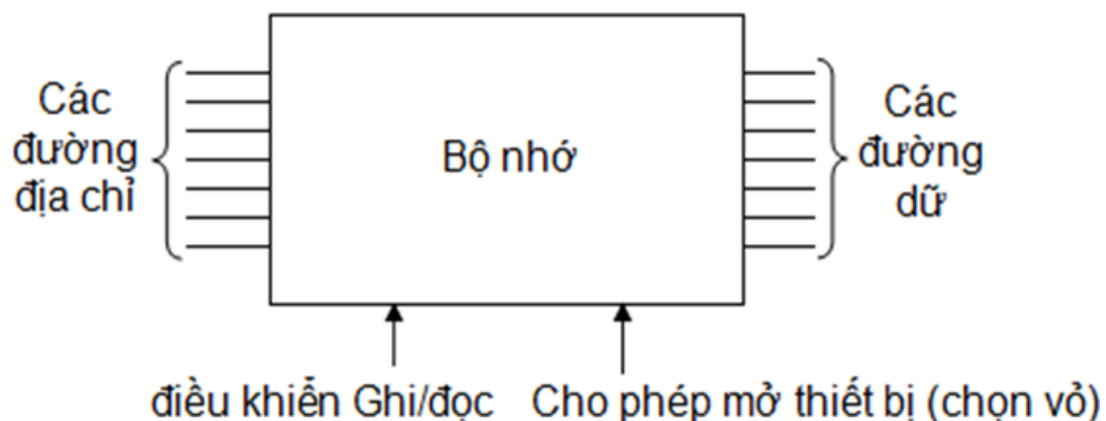 Các
đường
địa chỉ
Bộ nhớ
Các
đường
dữ
điều khiển Ghi/đọc
Cho phép mở thiết bị (chọn vỏ)